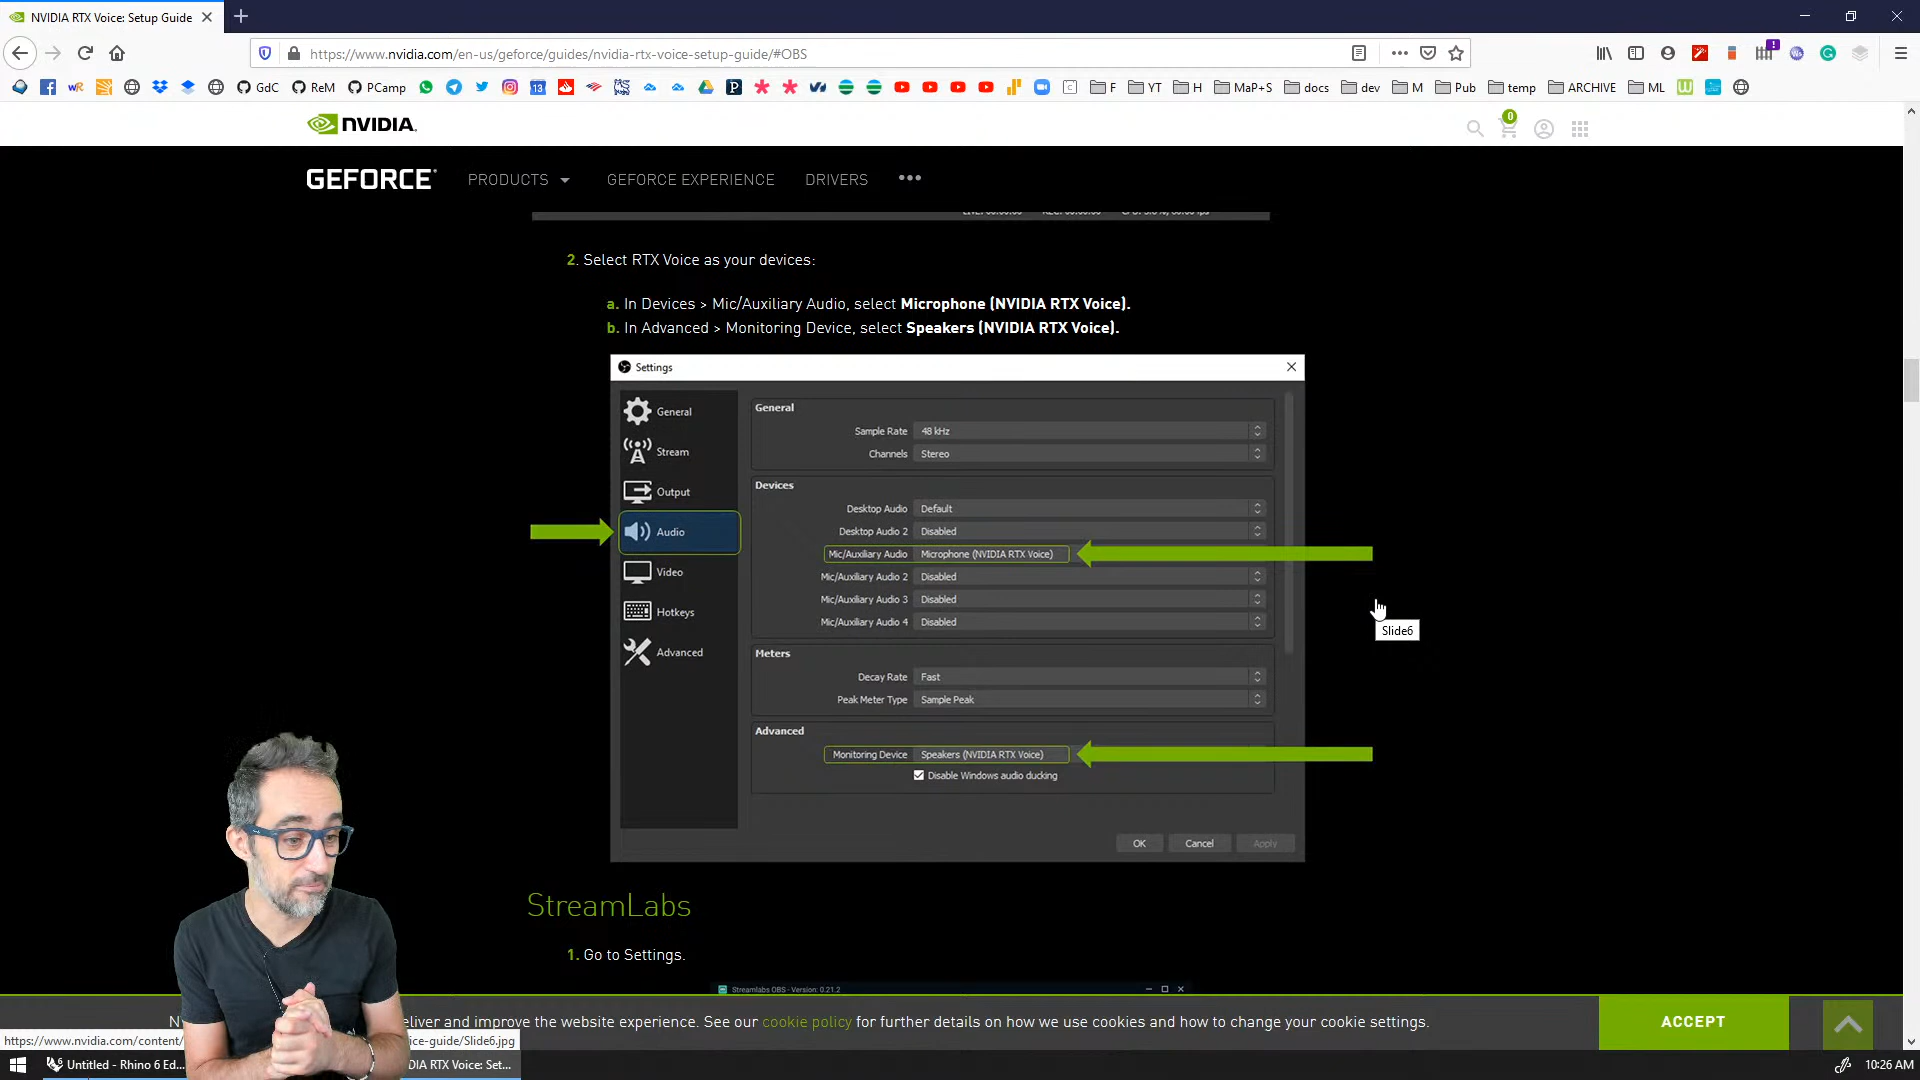 NVIDIA RTX Voice: Setup Guide
https://www.nvidia.com/en-us/geforce/guides/nvidia-rtx-voice-setup-guide/#OBS
GdC ReM PCamp 13 F YT H MaP+S docs dev M Pub temp ARCHIVE ML
NVIDIA.
0
GEFORCE PRODUCTS GEFORCE EXPERIENCE DRIVERS •••
2. Select RTX Voice as your devices:
a. In Devices > Mic/Auxiliary Audio, select Microphone (NVIDIA RTX Voice).
b. In Advanced > Monitoring Device, select Speakers (NVIDIA RTX Voice).
Settings
General
Stream
Output
Audio
Video
Hotkeys
Advanced
General
Sample Rate 48 kHz
Channels Stereo
Devices
Desktop Audio Default
Desktop Audio 2 Disabled
Mic/Auxiliary Audio Microphone (NVIDIA RTX Voice)
Mic/Auxiliary Audio 2 Disabled
Mic/Auxiliary Audio 3 Disabled
Mic/Auxiliary Audio 4 Disabled
Meters
Decay Rate Fast
Peak Meter Type Sample Peak
Advanced
Monitoring Device Speakers (NVIDIA RTX Voice)
Disable Windows audio ducking
OK Cancel Apply
Slide6
StreamLabs
1. Go to Settings.
Streamlabs OBS - Version: 0.21.2
eliver and improve the website experience. See our cookie policy for further details on how we use cookies and how to change your cookie settings.
ACCEPT
https://www.nvidia.com/content/ ice-guide/Slide6.jpg
Untitled - Rhino 6 Ed... DIA RTX Voice: Set...
10:26 AM